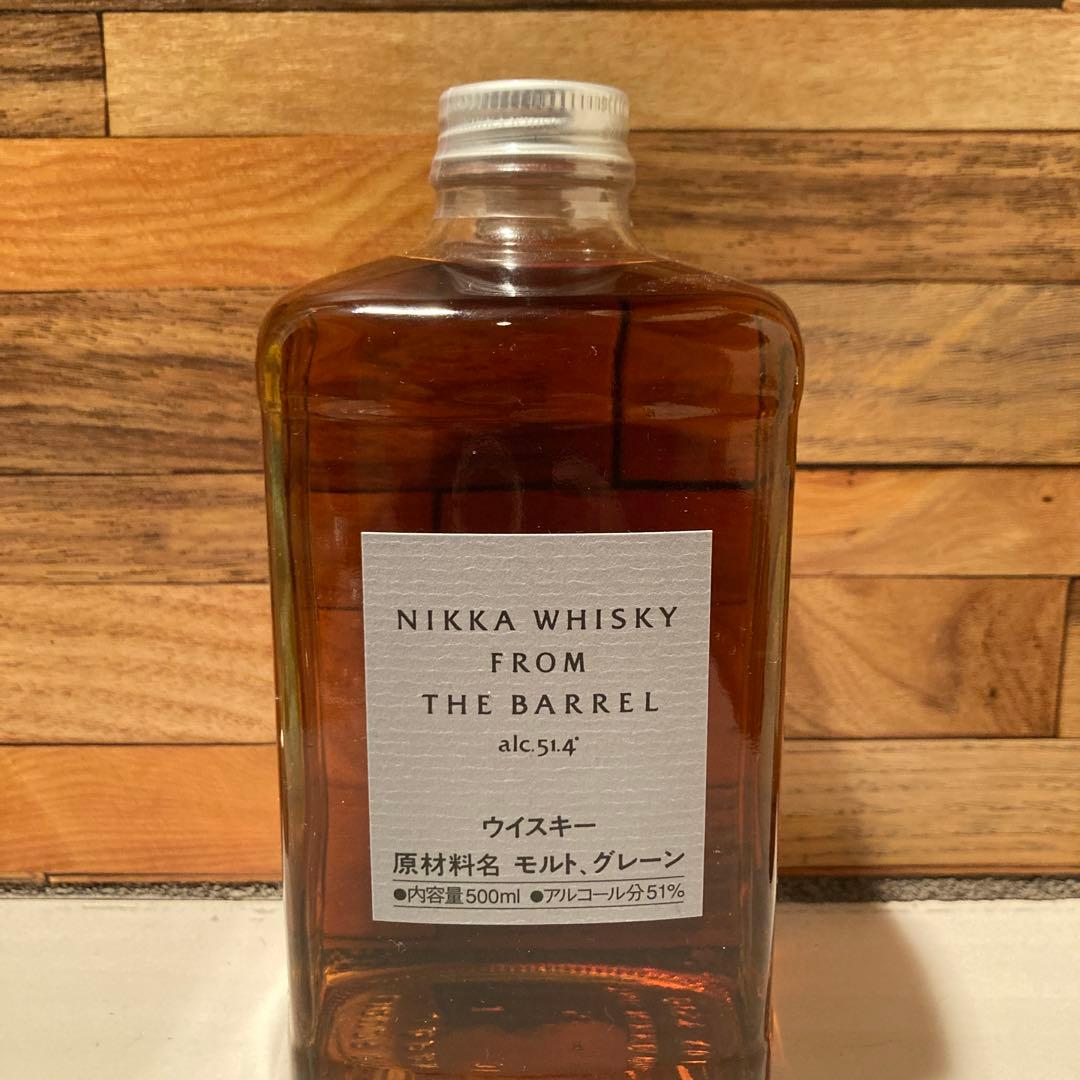 NIKKA WHISKY
FROM
THE BARREL
alc.51.4°
ウイスキー
原材料名 モルト、グレーン
●内容量500ml ●アルコール分51%